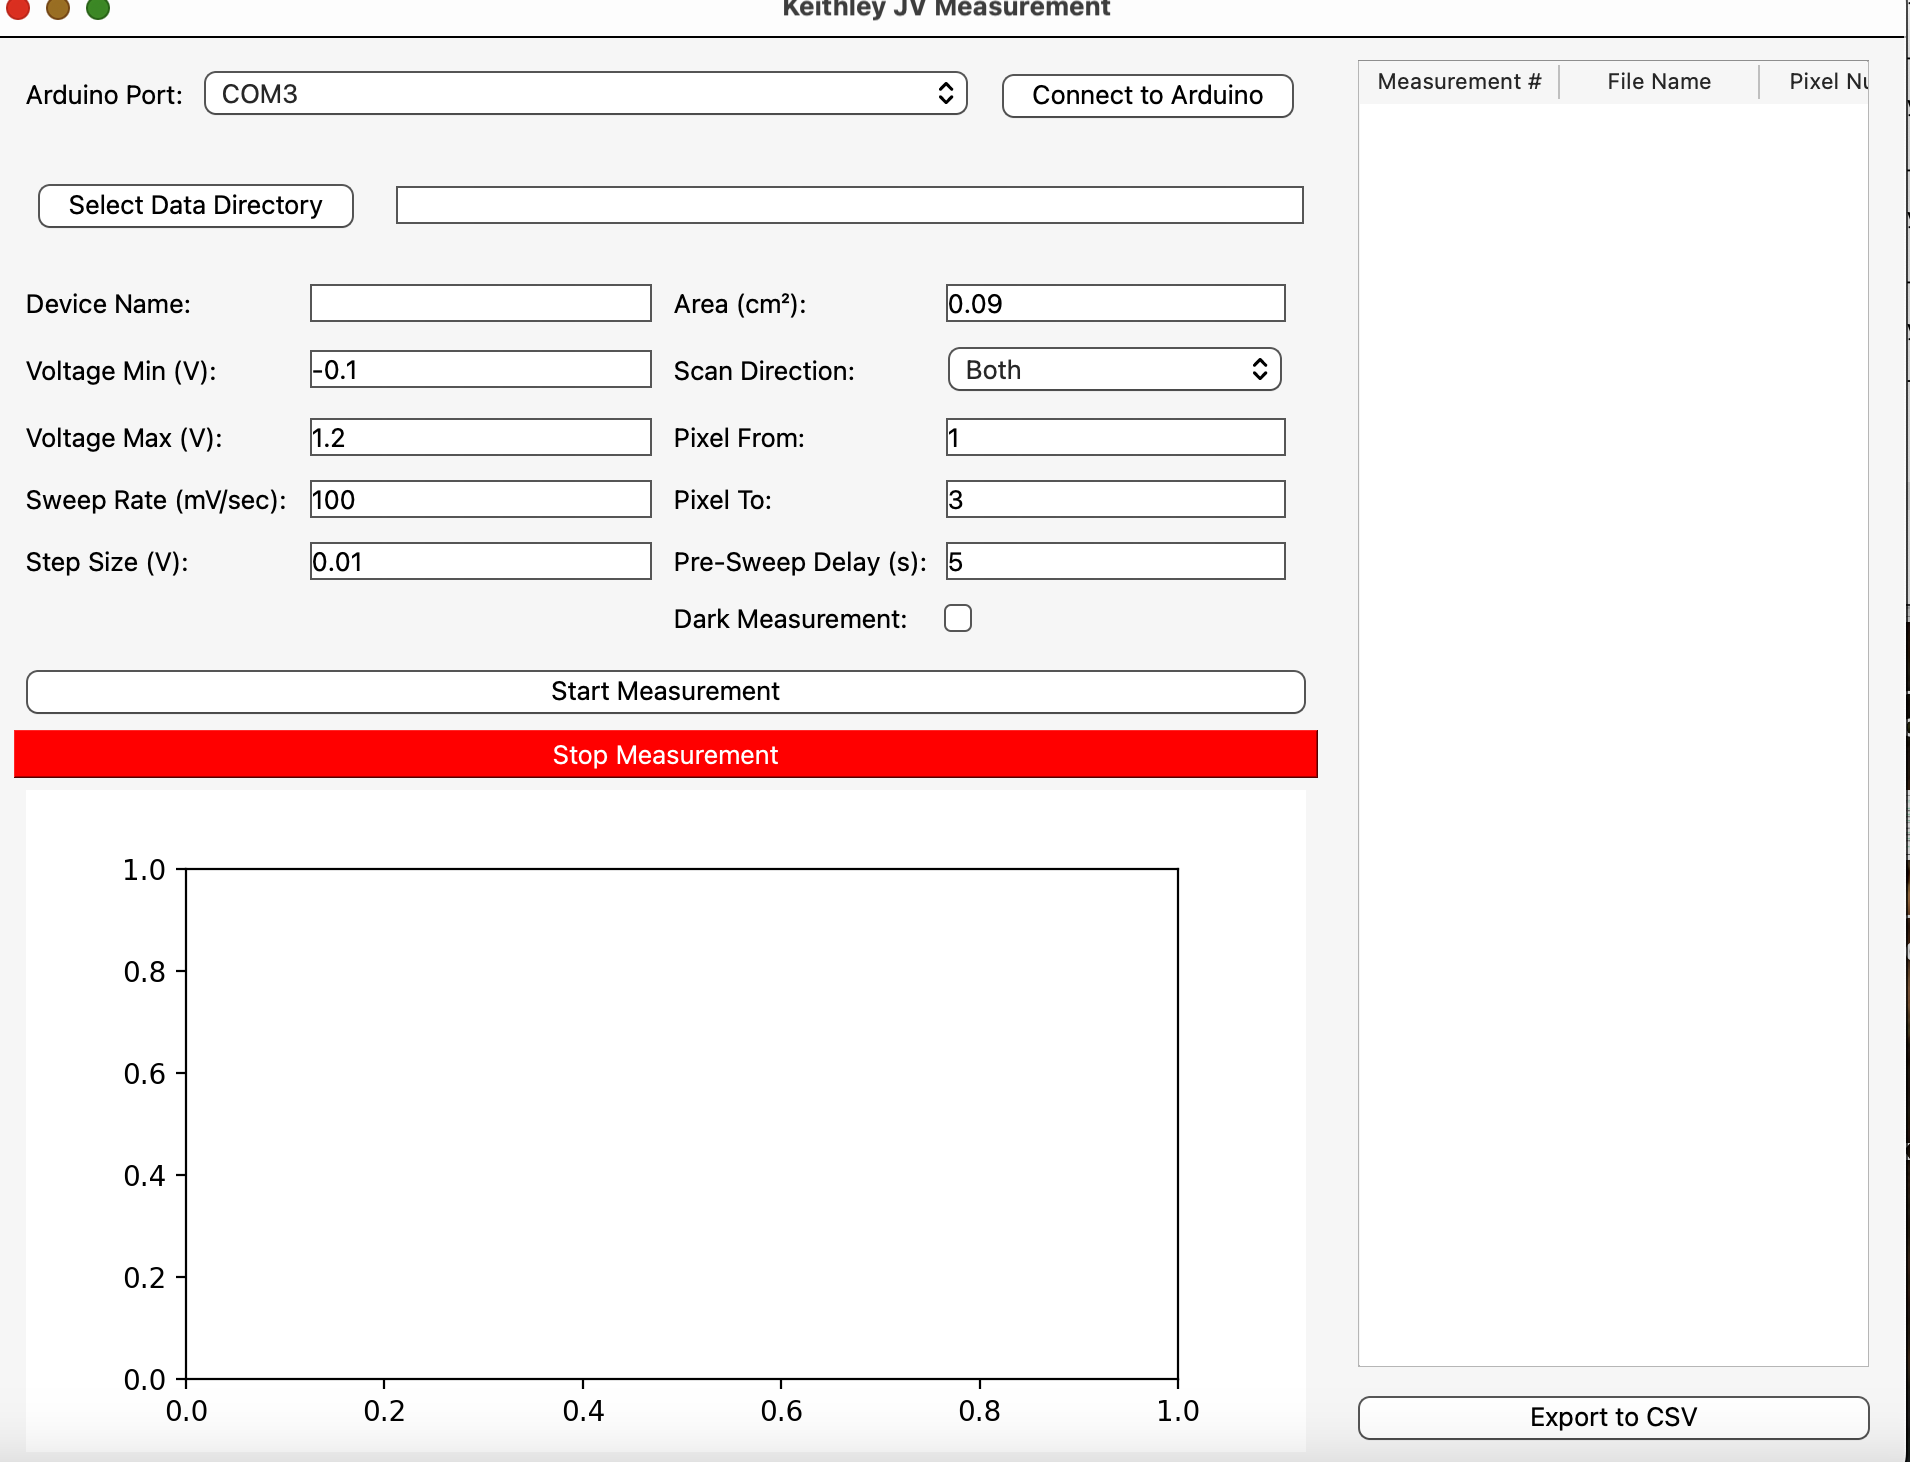 Keithley JV Measurement
Arduino Port: COM3 Connect to Arduino
Select Data Directory
Device Name: Area (cm²): 0.09
Voltage Min (V): -0.1 Scan Direction: Both
Voltage Max (V): 1.2 Pixel From: 1
Sweep Rate (mV/sec): 100 Pixel To: 3
Step Size (V): 0.01 Pre-Sweep Delay (s): 5
Dark Measurement:
Start Measurement
Stop Measurement
1.0
0.8
0.6
0.4
0.2
0.0
0.0 0.2 0.4 0.6 0.8 1.0
Measurement # File Name Pixel
Export to CSV